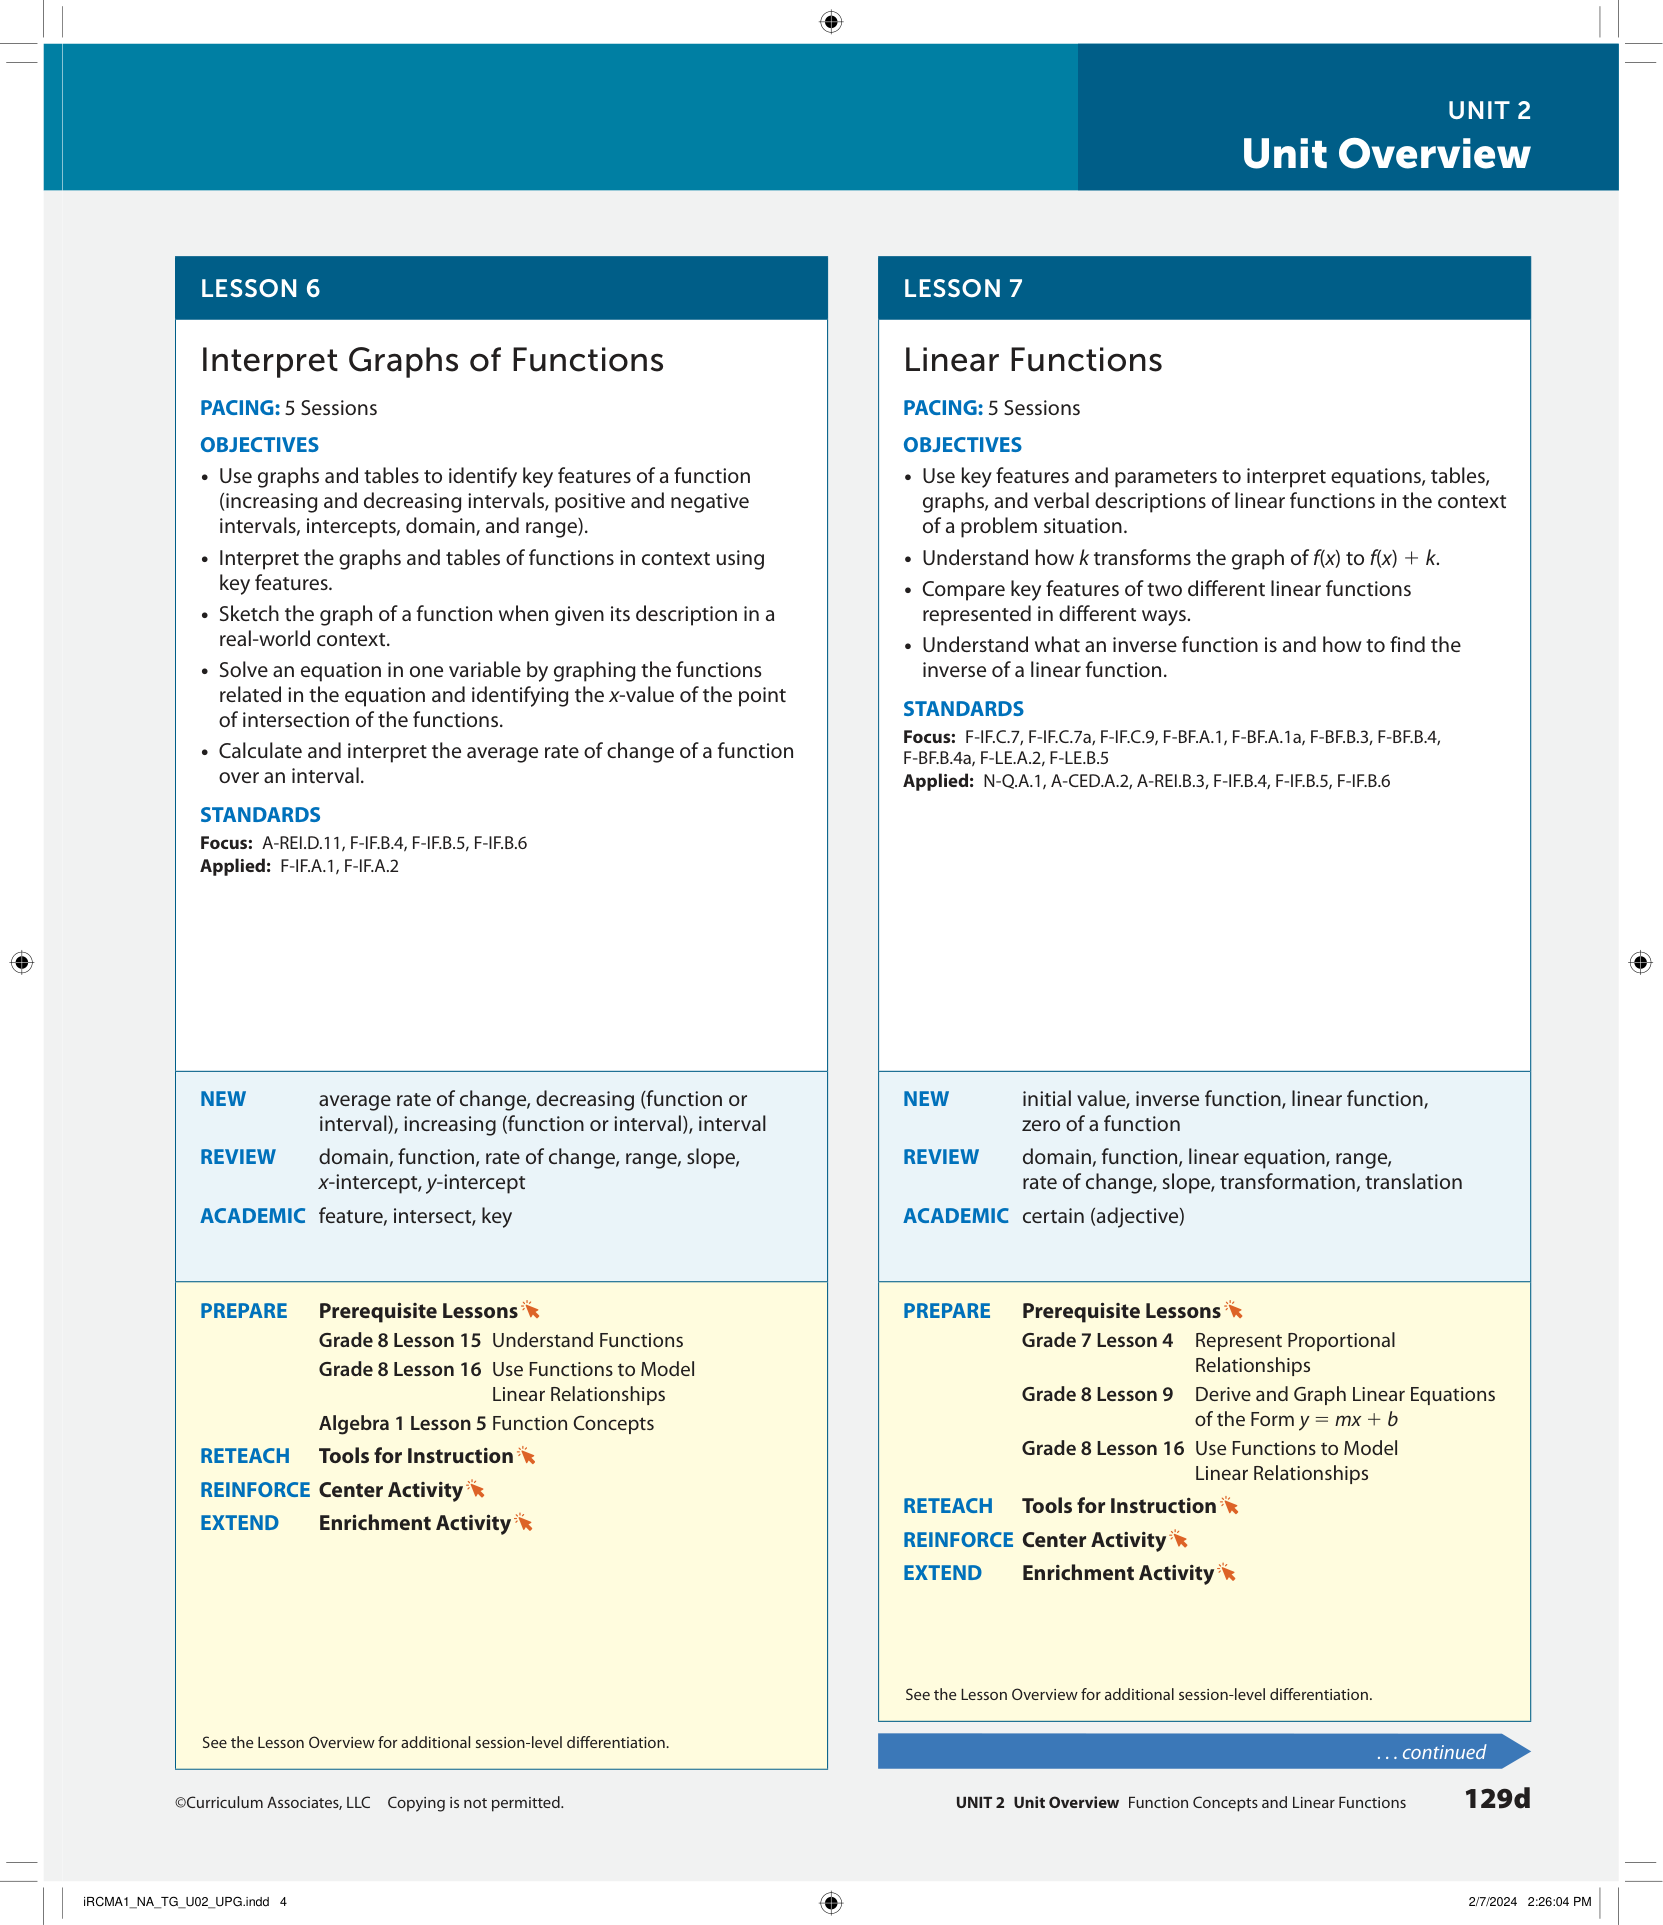 UNIT 2
Unit Overview
LESSON 6
Interpret Graphs of Functions
PACING: 5 Sessions
OBJECTIVES
• Use graphs and tables to identify key features of a function
(increasing and decreasing intervals, positive and negative
intervals, intercepts, domain, and range).
• Interpret the graphs and tables of functions in context using
key features.
• Sketch the graph of a function when given its description in a
real-world context.
• Solve an equation in one variable by graphing the functions
related in the equation and identifying the x-value of the point
of intersection of the functions.
• Calculate and interpret the average rate of change of a function
over an interval.
STANDARDS
Focus: A-REI.D.11, F-IF.B.4, F-IF.B.5, F-IF.B.6
Applied: F-IF.A.1, F-IF.A.2
NEW average rate of change, decreasing (function or
interval), increasing (function or interval), interval
REVIEW domain, function, rate of change, range, slope,
x-intercept, y-intercept
ACADEMIC feature, intersect, key
PREPARE Prerequisite Lessons
Grade 8 Lesson 15 Understand Functions
Grade 8 Lesson 16 Use Functions to Model
Linear Relationships
Algebra 1 Lesson 5 Function Concepts
RETEACH Tools for Instruction
REINFORCE Center Activity
EXTEND Enrichment Activity
See the Lesson Overview for additional session-level differentiation.
LESSON 7
Linear Functions
PACING: 5 Sessions
OBJECTIVES
• Use key features and parameters to interpret equations, tables,
graphs, and verbal descriptions of linear functions in the context
of a problem situation.
• Understand how k transforms the graph of f(x) to f(x) + k.
• Compare key features of two different linear functions
represented in different ways.
• Understand what an inverse function is and how to find the
inverse of a linear function.
STANDARDS
Focus: F-IF.C.7, F-IF.C.7a, F-IF.C.9, F-BF.A.1, F-BF.A.1a, F-BF.B.3, F-BF.B.4,
F-BF.B.4a, F-LE.A.2, F-LE.B.5
Applied: N-Q.A.1, A-CED.A.2, A-REI.B.3, F-IF.B.4, F-IF.B.5, F-IF.B.6
NEW initial value, inverse function, linear function,
zero of a function
REVIEW domain, function, linear equation, range,
rate of change, slope, transformation, translation
ACADEMIC certain (adjective)
PREPARE Prerequisite Lessons
Grade 7 Lesson 4 Represent Proportional
Relationships
Grade 8 Lesson 9 Derive and Graph Linear Equations
of the Form y = mx + b
Grade 8 Lesson 16 Use Functions to Model
Linear Relationships
RETEACH Tools for Instruction
REINFORCE Center Activity
EXTEND Enrichment Activity
See the Lesson Overview for additional session-level differentiation.
. . . continued
©Curriculum Associates, LLC Copying is not permitted.
UNIT 2 Unit Overview Function Concepts and Linear Functions 129d
iRCMA1_NA_TG_U02_UPG.indd 4
2/7/2024 2:26:04 PM